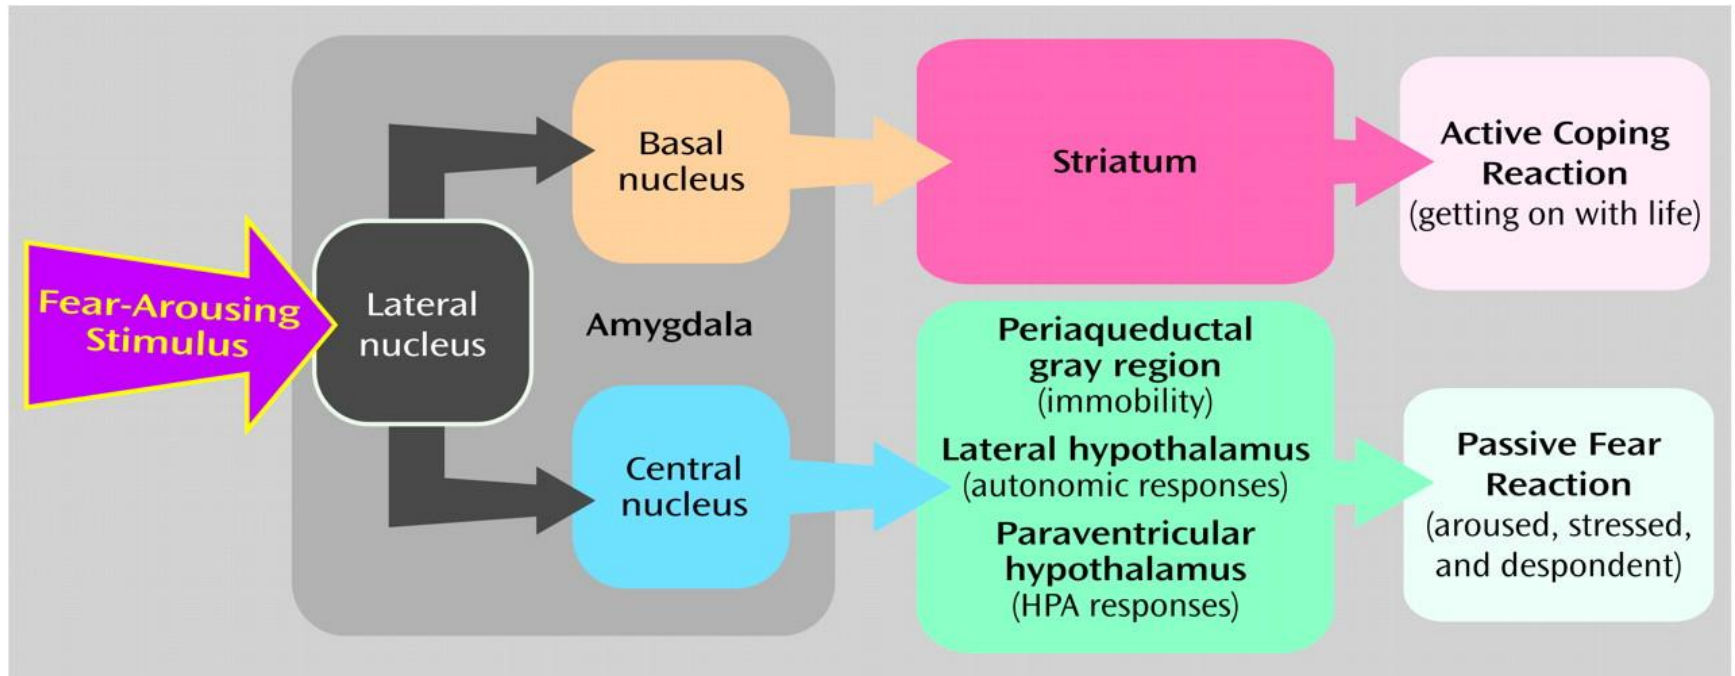 Fear-Arousing
Stimulus
Lateral
nucleus
Basal
nucleus
Amygdala
Central
nucleus
Striatum
Periaqueductal
gray region
(immobility)
Lateral hypothalamus
(autonomic responses)
Paraventricular
hypothalamus
(HPA responses)
Active Coping
Reaction
(getting on with life)
Passive Fear
Reaction
(aroused, stressed,
and despondent)